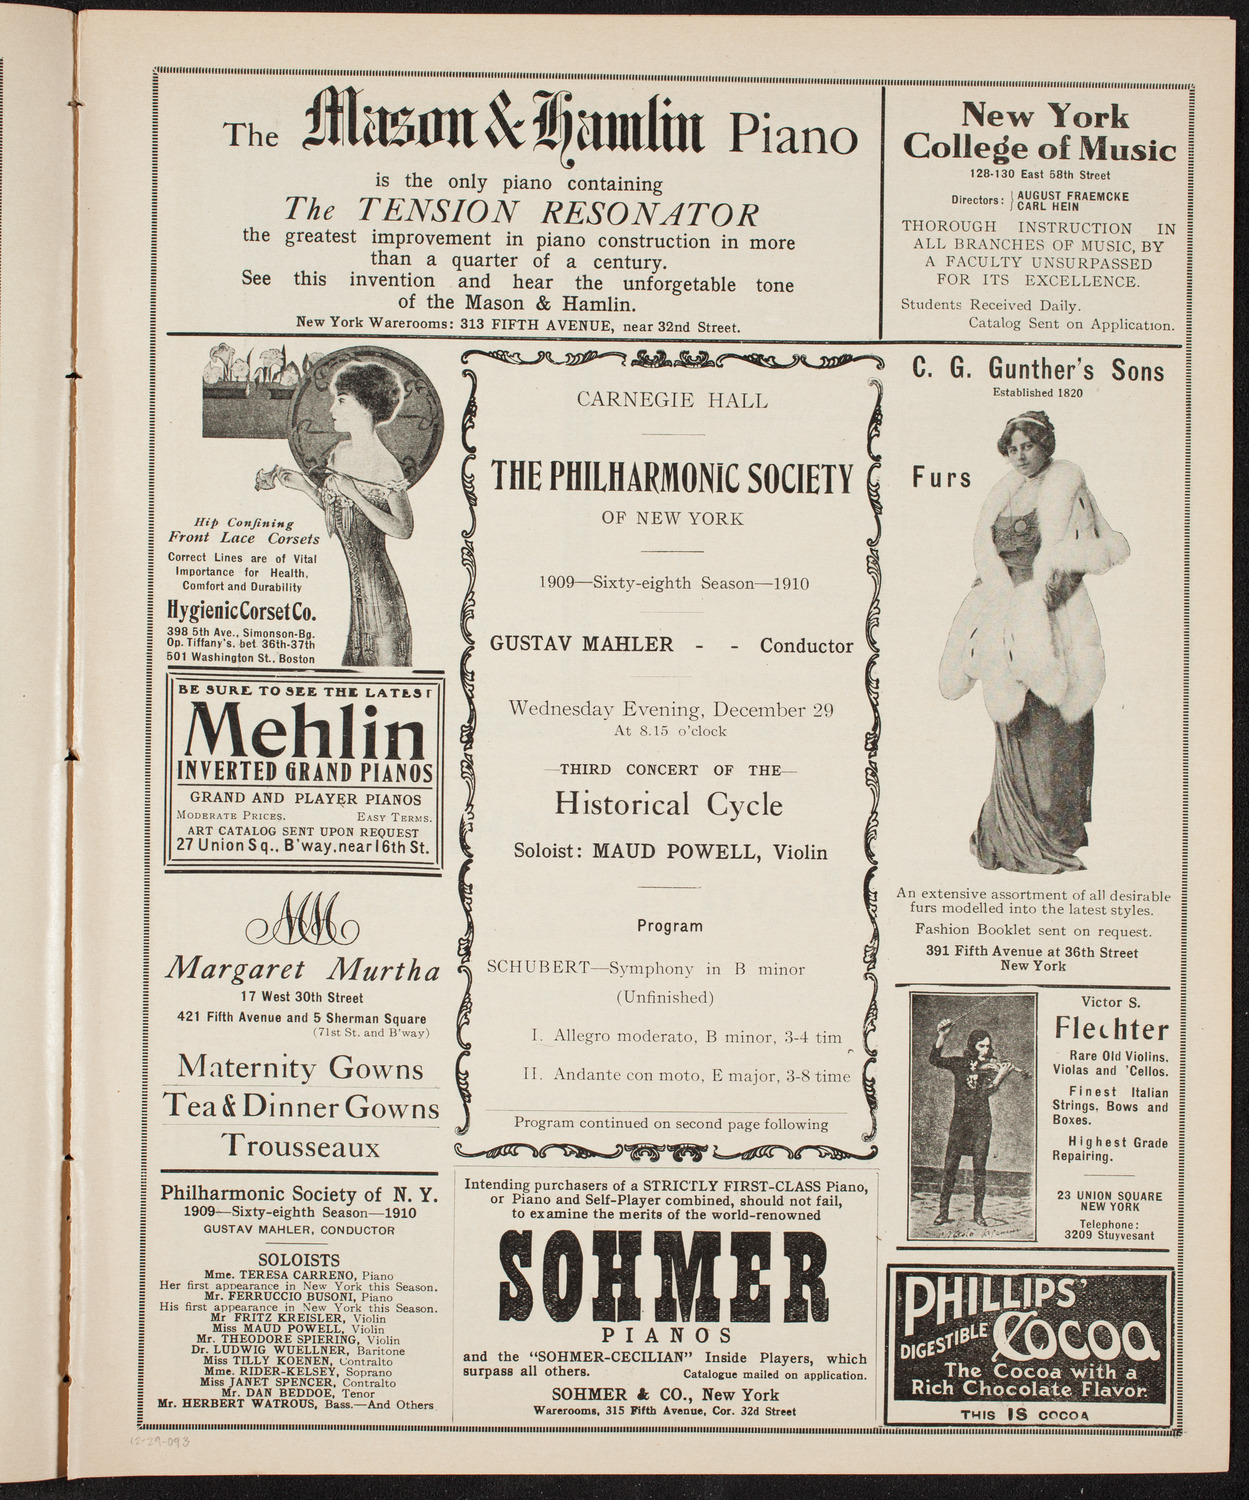 The Mason & Hamlin Piano
is the only piano containing
The TENSION RESONATOR
the greatest improvement in piano construction in more
than a quarter of a century.
See this invention and hear the unforgetable tone
of the Mason & Hamlin.
New York Warerooms: 313 FIFTH AVENUE, near 32nd Street.
New York
College of Music
128-130 East 58th Street
Directors: AUGUST FRAEMCKE
CARL HEIN
THOROUGH INSTRUCTION IN
ALL BRANCHES OF MUSIC, BY
A FACULTY UNSURPASSED
FOR ITS EXCELLENCE.
Students Received Daily.
Catalog Sent on Application.
Hip Confining
Front Lace Corsets
Correct Lines are of Vital
Importance for Health,
Comfort and Durability
Hygienic Corset Co.
398 5th Ave., Simonson-Bg.
Op. Tiffany's. bet 36th-37th
501 Washington St., Boston
BE SURE TO SEE THE LATEST
Mehlin
INVERTED GRAND PIANOS
GRAND AND PLAYER PIANOS
MODERATE PRICES. EASY TERMS.
ART CATALOG SENT UPON REQUEST
27 Union Sq., B'way. near 16th St.
MM
Margaret Murtha
17 West 30th Street
421 Fifth Avenue and 5 Sherman Square
(71st St. and B'way)
Maternity Gowns
Tea & Dinner Gowns
Trousseaux
Philharmonic Society of N. Y.
1909—Sixty-eighth Season—1910
GUSTAV MAHLER, CONDUCTOR
SOLOISTS
Mme. TERESA CARRENO, Piano
Her first appearance in New York this Season.
Mr. FERRUCCIO BUSONI, Piano
His first appearance in New York this Season.
Mr FRITZ KREISLER, Violin
Miss MAUD POWELL, Violin
Mr. THEODORE SPIERING, Violin
Dr. LUDWIG WUELLNER, Baritone
Miss TILLY KOENEN, Contralto
Mme. RIDER-KELSEY, Soprano
Miss JANET SPENCER, Contralto
Mr. DAN BEDDOE, Tenor
Mr. HERBERT WATROUS, Bass.—And Others
CARNEGIE HALL
THE PHILHARMONIC SOCIETY
OF NEW YORK
1909—Sixty-eighth Season—1910
GUSTAV MAHLER - - Conductor
Wednesday Evening, December 29
At 8.15 o'clock
—THIRD CONCERT OF THE—
Historical Cycle
Soloist: MAUD POWELL, Violin
Program
SCHUBERT—Symphony in B minor
(Unfinished)
I. Allegro moderato, B minor, 3-4 tim
II. Andante con moto, E major, 3-8 time
Program continued on second page following
Intending purchasers of a STRICTLY FIRST-CLASS Piano,
or Piano and Self-Player combined, should not fail,
to examine the merits of the world-renowned
SOHMER
PIANOS
and the "SOHMER-CECILIAN" Inside Players, which
surpass all others. Catalogue mailed on application.
SOHMER & CO., New York
Warerooms, 315 Fifth Avenue, Cor. 32d Street
C. G. Gunther's Sons
Established 1820
Furs
An extensive assortment of all desirable
furs modelled into the latest styles.
Fashion Booklet sent on request.
391 Fifth Avenue at 36th Street
New York
Victor S.
Flechter
Rare Old Violins,
Violas and 'Cellos.
Finest Italian
Strings, Bows and
Boxes.
Highest Grade
Repairing.
23 UNION SQUARE
NEW YORK
Telephone:
3209 Stuyvesant
PHILLIPS'
DIGESTIBLE COCOA
The Cocoa with a
Rich Chocolate Flavor.
THIS IS COCOA
12-29-093